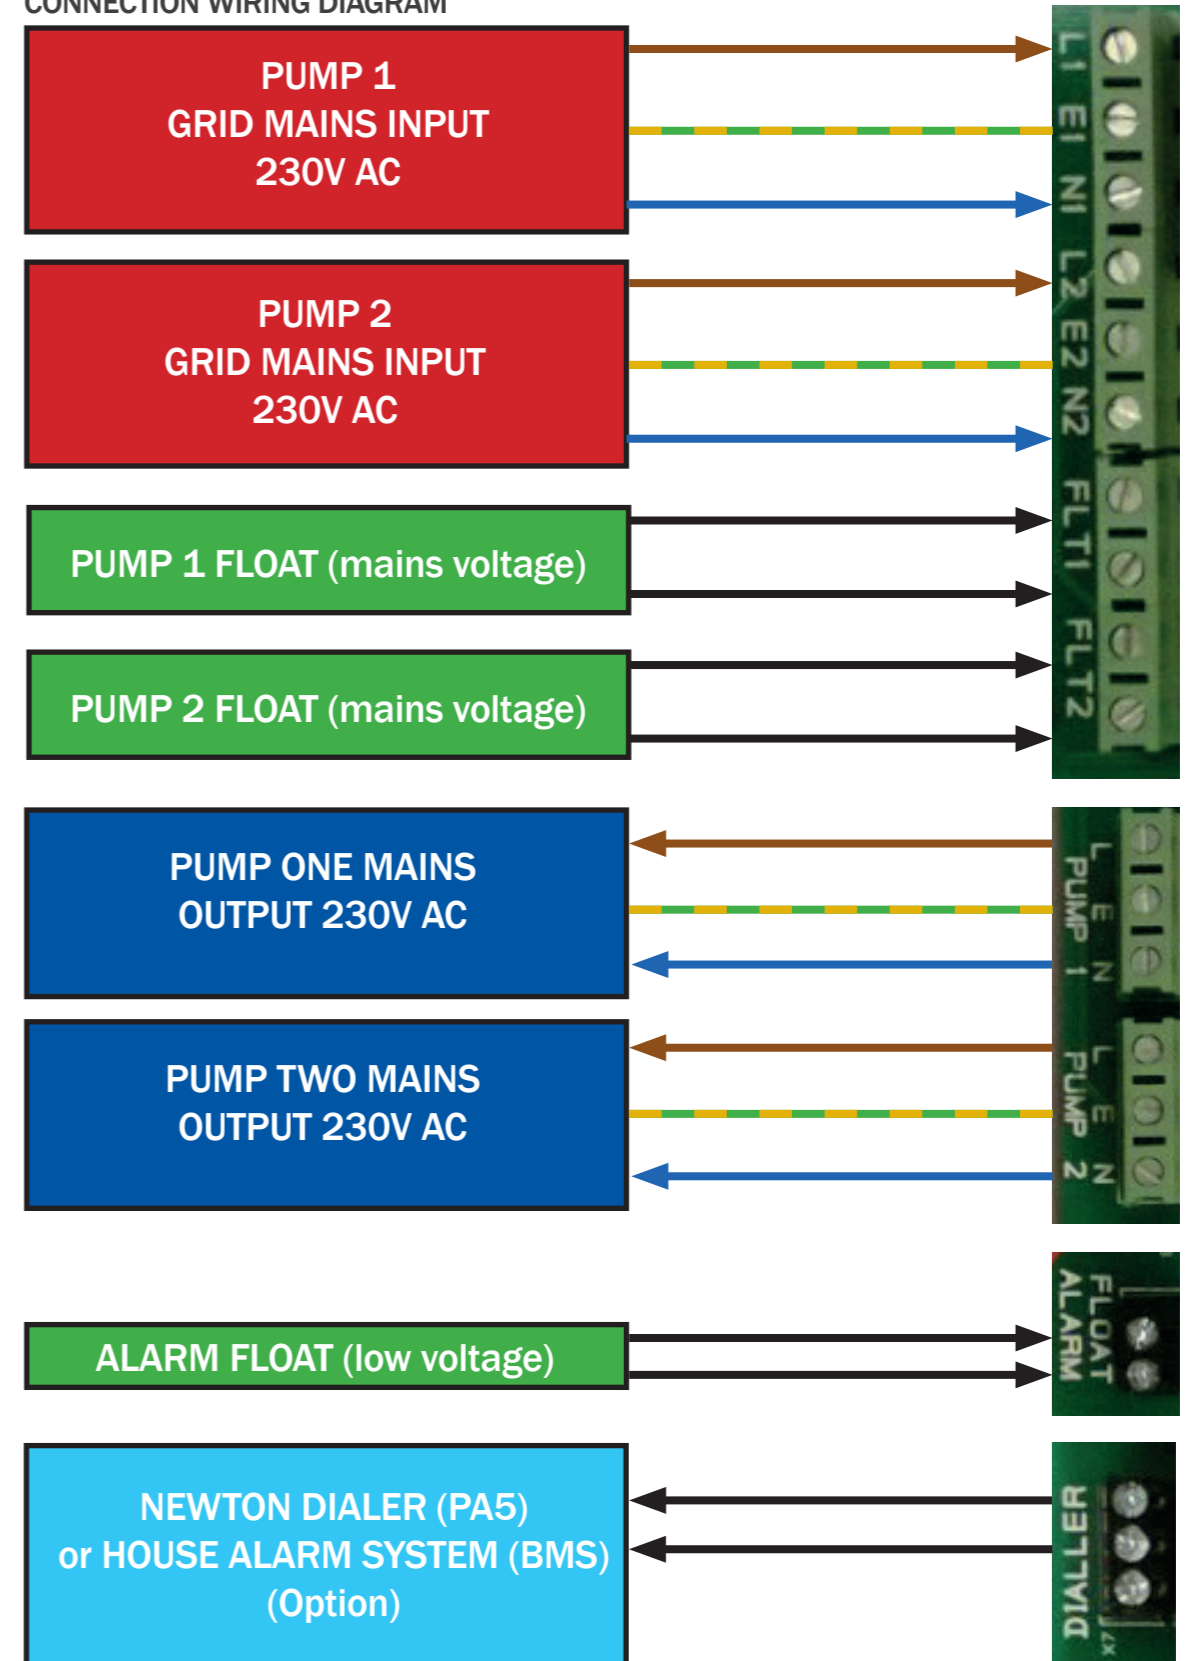 CONNECTION WIRING DIAGRAM
PUMP 1
GRID MAINS INPUT
230V AC
L1
E1
N1
PUMP 2
GRID MAINS INPUT
230V AC
L2
E2
N2
PUMP 1 FLOAT (mains voltage)
FLT1
PUMP 2 FLOAT (mains voltage)
FLT2
PUMP ONE MAINS
OUTPUT 230V AC
L E N
PUMP 1
PUMP TWO MAINS
OUTPUT 230V AC
L E N
PUMP 2
ALARM FLOAT (low voltage)
FLOAT
ALARM
NEWTON DIALER (PA5)
or HOUSE ALARM SYSTEM (BMS)
(Option)
DIALLER
X7